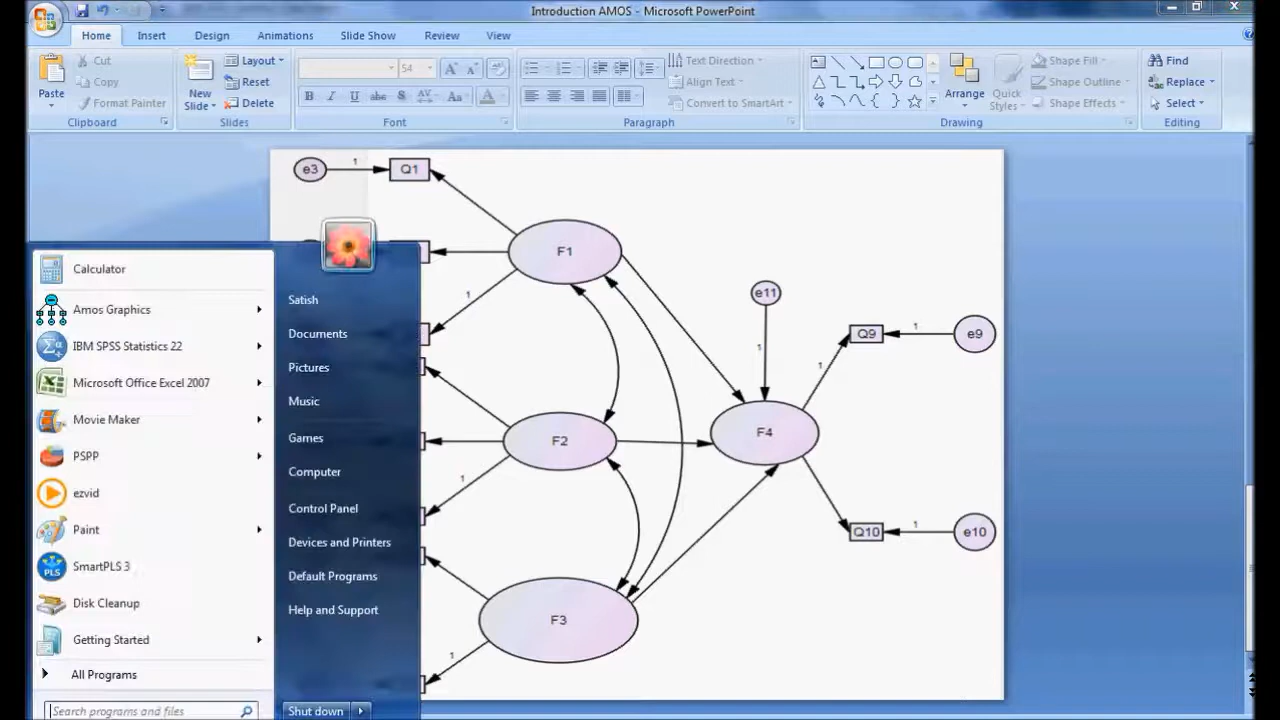 Introduction AMOS - Microsoft PowerPoint
Home Insert Design Animations Slide Show Review View
Paste
Cut
Copy
Format Painter
Clipboard
New Slide
Layout
Reset
Delete
Slides
54
B I U abc S AV Aa A
Font
Text Direction
Align Text
Convert to SmartArt
Paragraph
Arrange
Quick Styles
Shape Fill
Shape Outline
Shape Effects
Drawing
Find
Replace
Select
Editing
e3 1 Q1
F1
1
e11
1
Q9 1 e9
1
F4
F2
1
Q10 1 e10
F3
1
Calculator
Amos Graphics
IBM SPSS Statistics 22
Microsoft Office Excel 2007
Movie Maker
PSPP
ezvid
Paint
SmartPLS 3
Disk Cleanup
Getting Started
All Programs
Search programs and files
Satish
Documents
Pictures
Music
Games
Computer
Control Panel
Devices and Printers
Default Programs
Help and Support
Shut down